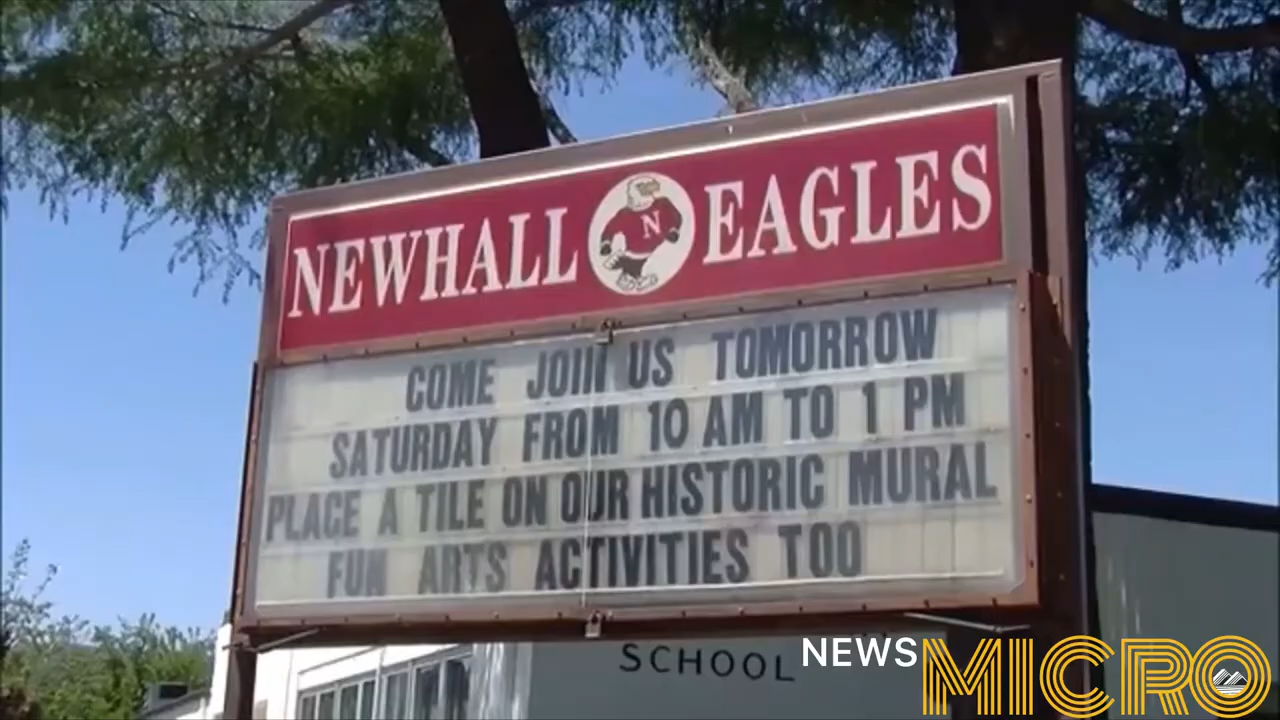 NEWHALL N EAGLES
COME JOIN US TOMORROW
SATURDAY FROM 10 AM TO 1 PM
PLACE A TILE ON OUR HISTORIC MURAL
FUN ARTS ACTIVITIES TOO
SCHOOL
NEWS MICRO